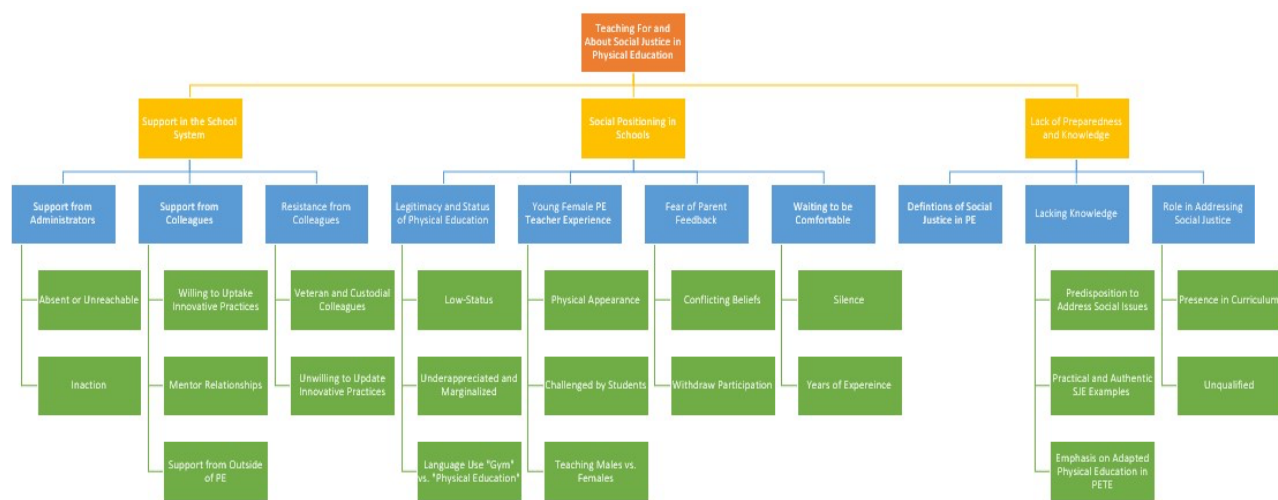 Teaching For and
About Social Justice in
Physical Education
Support in the School
System
Social Positioning in
Schools
Lack of Preparedness
and Knowledge
Support from
Administrators
Support from
Colleagues
Resistance from
Colleagues
Legitimacy and Status
of Physical Education
Young Female PE
Teacher Experience
Fear of Parent
Feedback
Waiting to be
Comfortable
Defintions of Social
Justice in PE
Lacking Knowledge
Role in Addressing
Social Justice
Absent or Unreachable
Willing to Uptake
Innovative Practices
Veteran and Custodial
Colleagues
Low-Status
Physical Appearance
Conflicting Beliefs
Silence
Predisposition to
Address Social Issues
Presence in Curriculum
Inaction
Mentor Relationships
Unwilling to Update
Innovative Practices
Underappreciated and
Marginalized
Challenged by Students
Withdraw Participation
Years of Expereince
Practical and Authentic
SJE Examples
Unqualified
Support from Outside
of PE
Language Use "Gym"
vs. "Physical Education"
Teaching Males vs.
Females
Emphasis on Adapted
Physical Education in
PETE